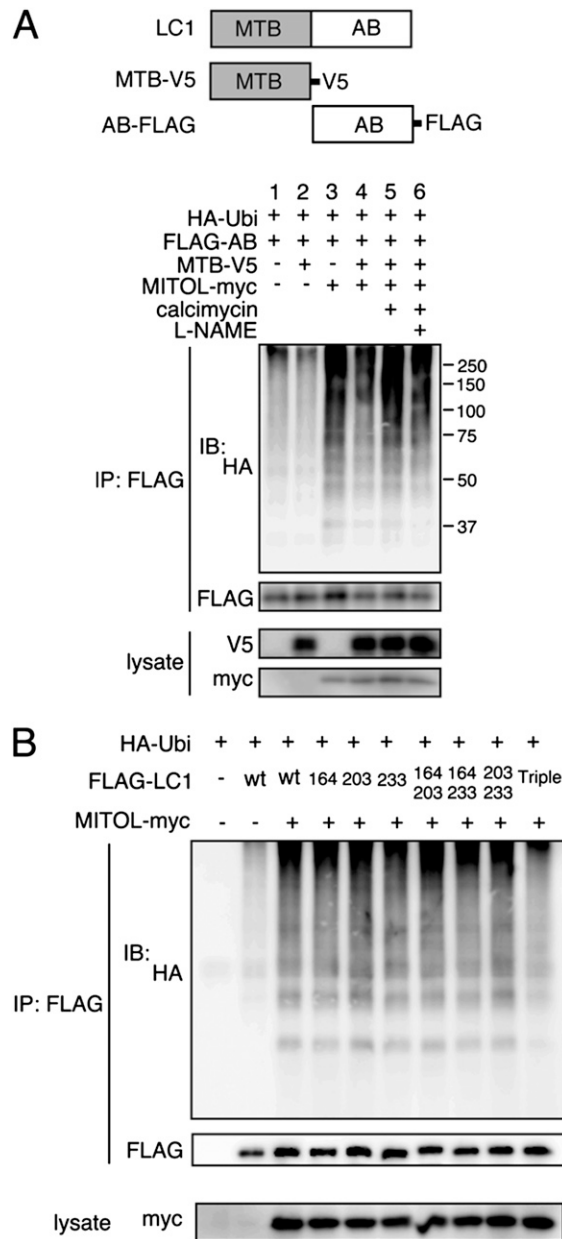 A
LC1 MTB AB
MTB-V5 MTB V5
AB-FLAG AB FLAG
1 2 3 4 5 6
HA-Ubi + + + + + +
FLAG-AB + + + + + +
MTB-V5 - + - + + +
MITOL-myc - - + + + +
calcimycin + +
L-NAME +
250
150
100
75
50
37
IB: HA
IP: FLAG
FLAG
V5
lysate
myc
B
HA-Ubi + + + + + + + + + +
FLAG-LC1 - wt wt 164 203 233 164 203 164 233 203 233 Triple
MITOL-myc - - + + + + + + + +
IB: HA
IP: FLAG
FLAG
lysate myc